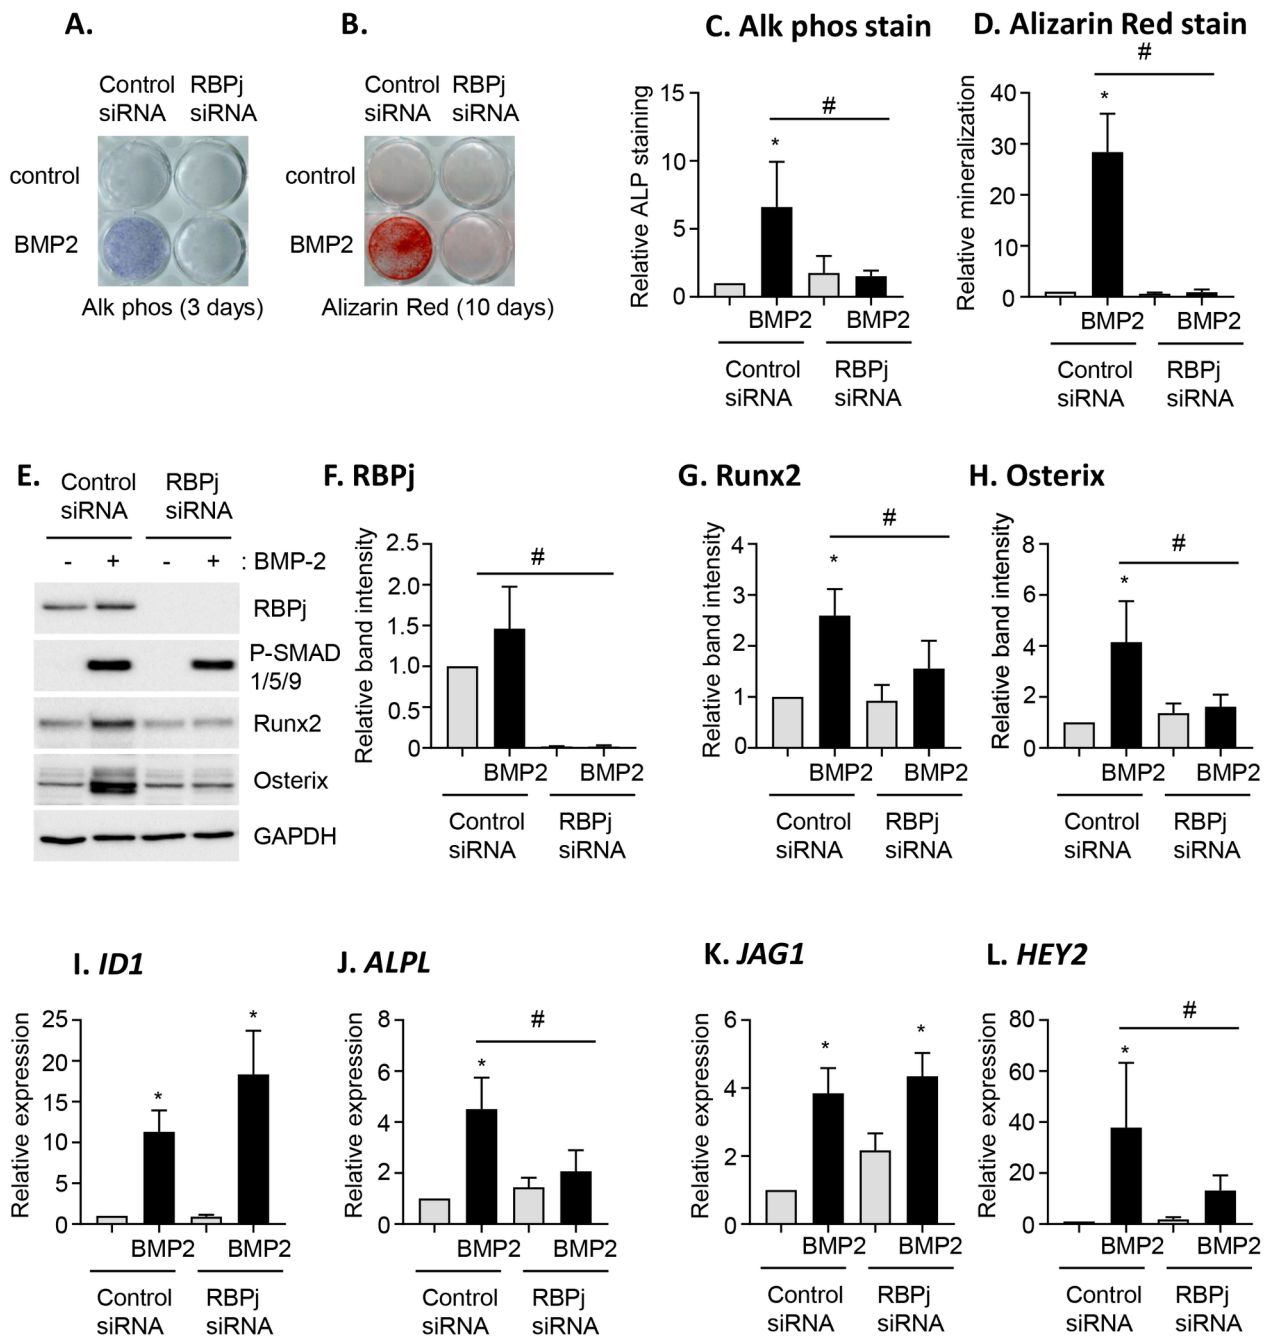 A.
Control RBPj
siRNA siRNA
control
BMP2
Alk phos (3 days)
B.
Control RBPj
siRNA siRNA
control
BMP2
Alizarin Red (10 days)
C. Alk phos stain
Relative ALP staining
15
10
5
0
#
*
BMP2 BMP2
Control RBPj
siRNA siRNA
D. Alizarin Red stain
Relative mineralization
40
30
20
10
0
#
*
BMP2 BMP2
Control RBPj
siRNA siRNA
E.
Control RBPj
siRNA siRNA
- + - + : BMP-2
RBPj
P-SMAD
1/5/9
Runx2
Osterix
GAPDH
F. RBPj
Relative band intensity
2.5
2.0
1.5
1.0
0.5
0
#
BMP2 BMP2
Control RBPj
siRNA siRNA
G. Runx2
Relative band intensity
4
3
2
1
0
#
*
BMP2 BMP2
Control RBPj
siRNA siRNA
H. Osterix
Relative band intensity
8
6
4
2
0
#
*
BMP2 BMP2
Control RBPj
siRNA siRNA
I. ID1
Relative expression
25
20
15
10
5
0
* *
BMP2 BMP2
Control RBPj
siRNA siRNA
J. ALPL
Relative expression
8
6
4
2
0
#
*
BMP2 BMP2
Control RBPj
siRNA siRNA
K. JAG1
Relative expression
6
4
2
0
* *
BMP2 BMP2
Control RBPj
siRNA siRNA
L. HEY2
Relative expression
80
60
40
20
0
#
*
BMP2 BMP2
Control RBPj
siRNA siRNA